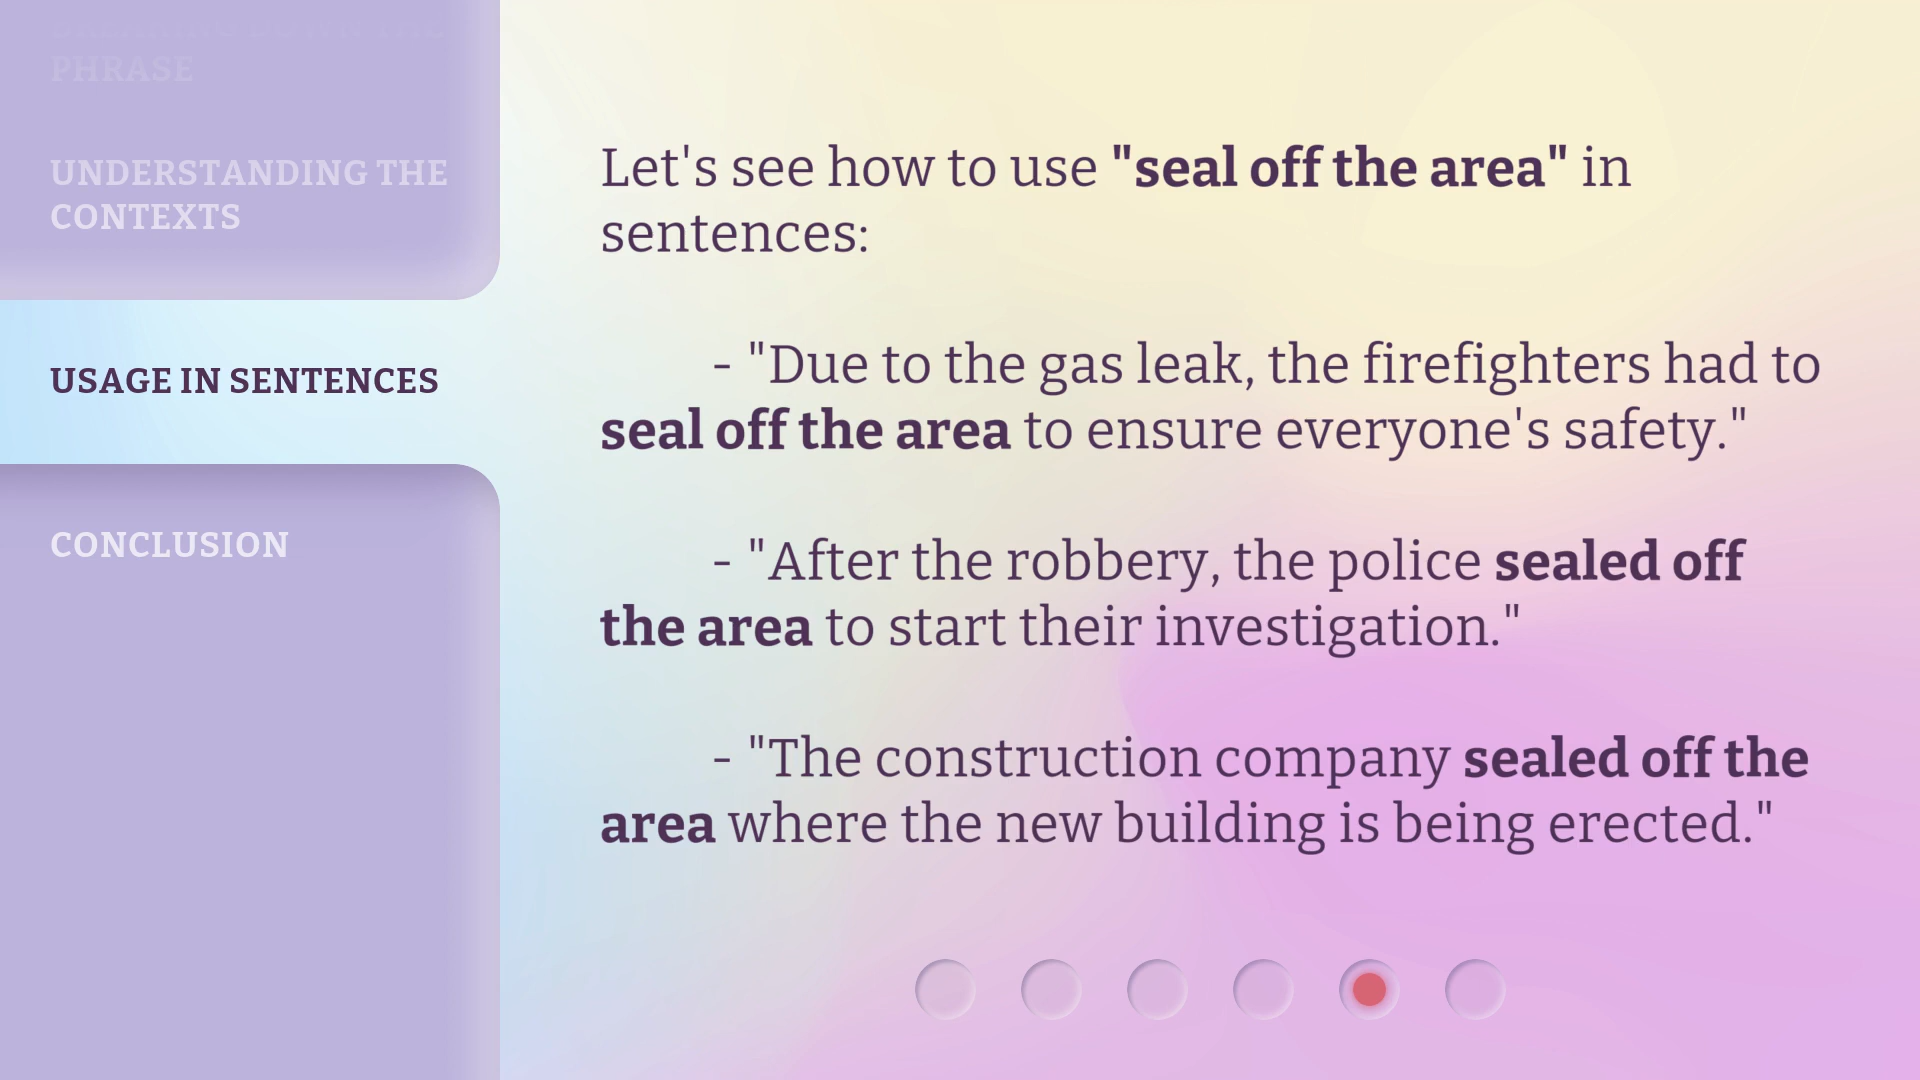 PHRASE
UNDERSTANDING THE
CONTEXTS
USAGE IN SENTENCES
CONCLUSION
Let's see how to use "seal off the area" in
sentences:
- "Due to the gas leak, the firefighters had to
seal off the area to ensure everyone's safety."
- "After the robbery, the police sealed off
the area to start their investigation."
- "The construction company sealed off the
area where the new building is being erected."